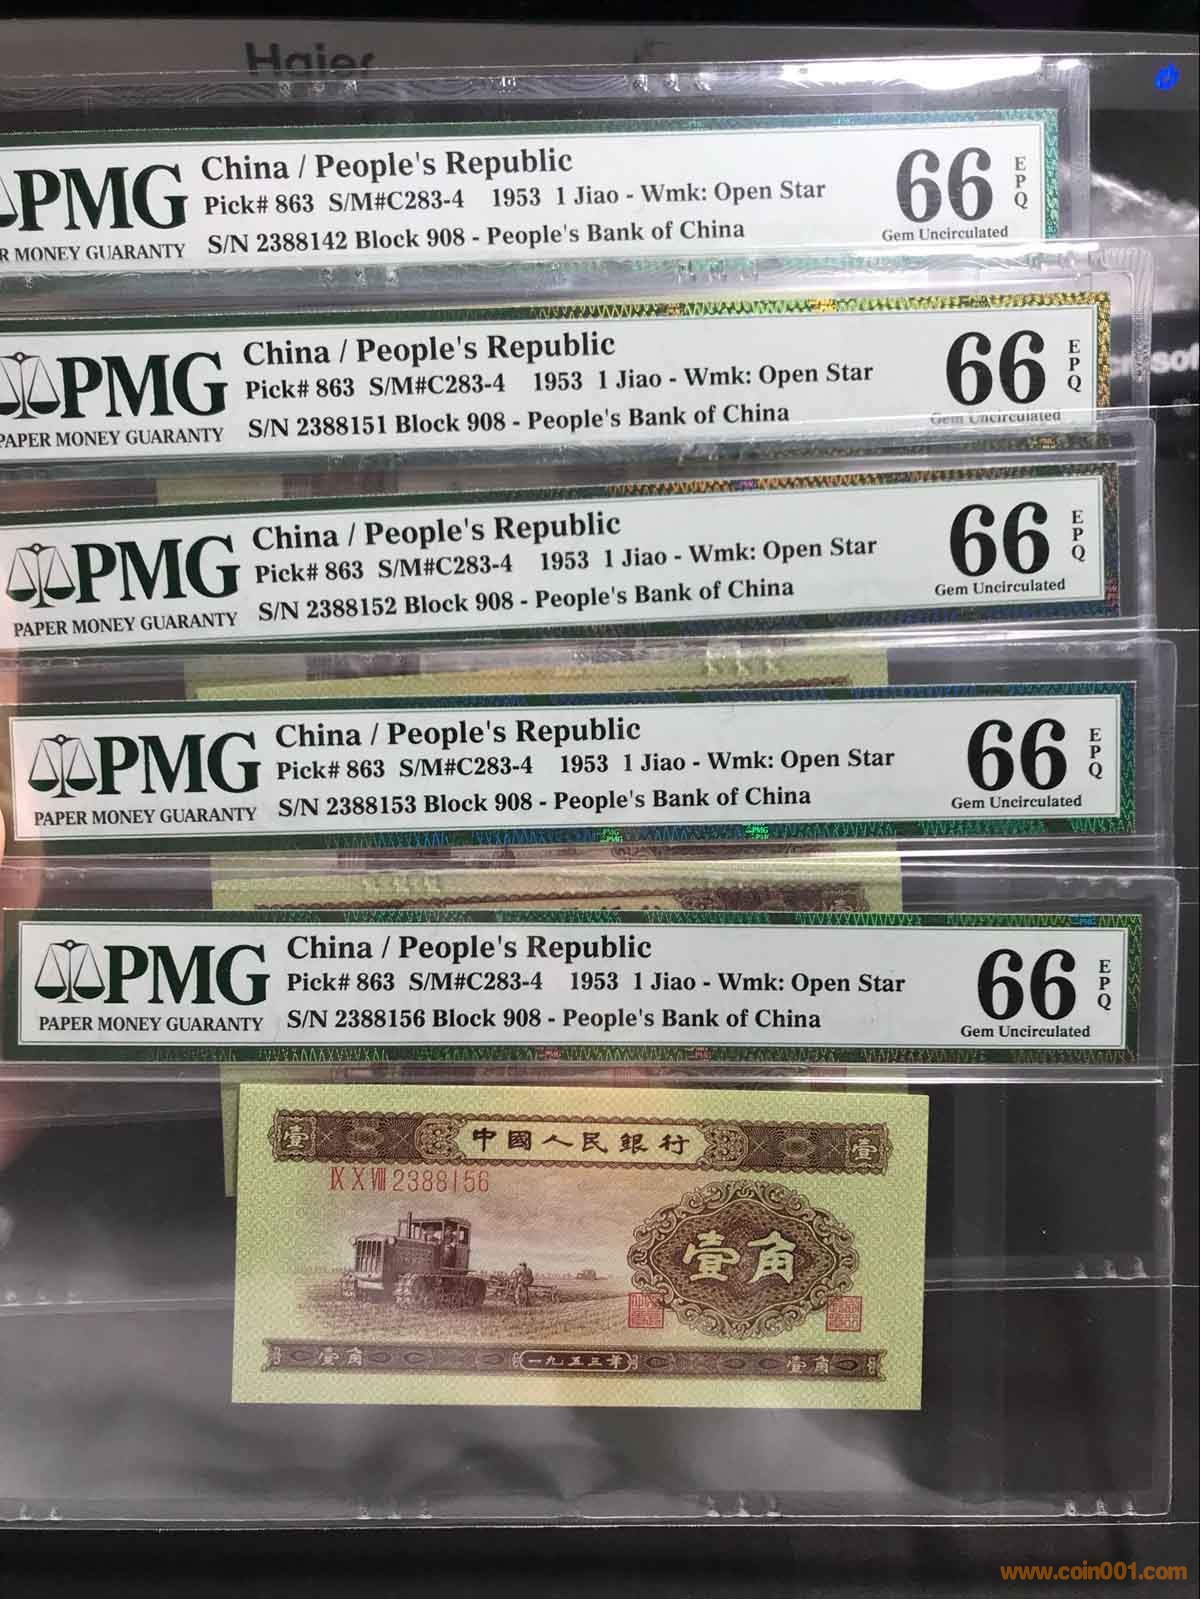 Haier
PMG
R MONEY GUARANTY
China / People's Republic
Pick# 863 S/M#C283-4 1953 1 Jiao - Wmk: Open Star
S/N 2388142 Block 908 - People's Bank of China
66
EPQ
Gem Uncirculated
PMG
PAPER MONEY GUARANTY
China / People's Republic
Pick# 863 S/M#C283-4 1953 1 Jiao - Wmk: Open Star
S/N 2388151 Block 908 - People's Bank of China
66
EPQ
Gem Uncirculated
PMG
PAPER MONEY GUARANTY
China / People's Republic
Pick# 863 S/M#C283-4 1953 1 Jiao - Wmk: Open Star
S/N 2388152 Block 908 - People's Bank of China
66
EPQ
Gem Uncirculated
PMG
PAPER MONEY GUARANTY
China / People's Republic
Pick# 863 S/M#C283-4 1953 1 Jiao - Wmk: Open Star
S/N 2388153 Block 908 - People's Bank of China
66
EPQ
Gem Uncirculated
PMG
PAPER MONEY GUARANTY
China / People's Republic
Pick# 863 S/M#C283-4 1953 1 Jiao - Wmk: Open Star
S/N 2388156 Block 908 - People's Bank of China
66
EPQ
Gem Uncirculated
壹 中國人民銀行 壹
IX X VIII 2388156
壹角
壹角 一九五三年 壹角
www.coin001.com